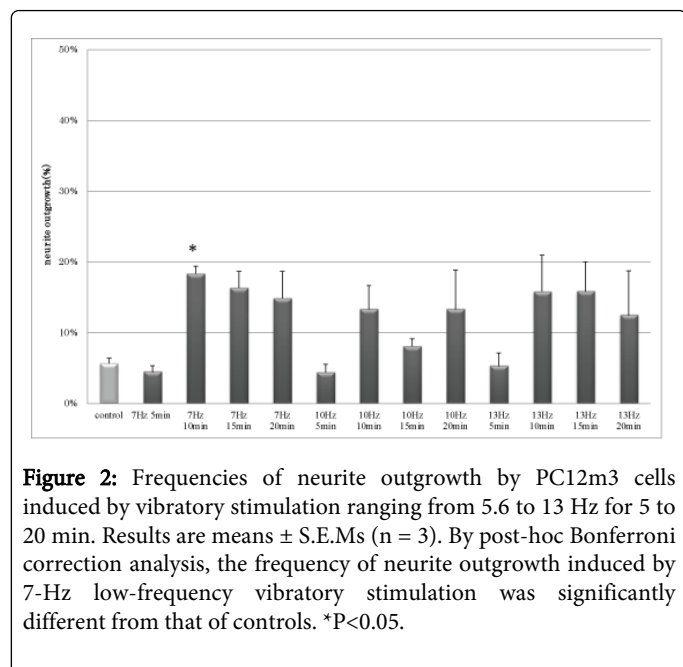 50%
40%
30%
20%
10%
0%
neurite outgrowth(%)
*
control 7Hz 5min 7Hz 10min 7Hz 15min 7Hz 20min 10Hz 5min 10Hz 10min 10Hz 15min 10Hz 20min 13Hz 5min 13Hz 10min 13Hz 15min 13Hz 20min
Figure 2: Frequencies of neurite outgrowth by PC12m3 cells
induced by vibratory stimulation ranging from 5.6 to 13 Hz for 5 to
20 min. Results are means ± S.E.Ms (n = 3). By post-hoc Bonferroni
correction analysis, the frequency of neurite outgrowth induced by
7-Hz low-frequency vibratory stimulation was significantly
different from that of controls. *P<0.05.